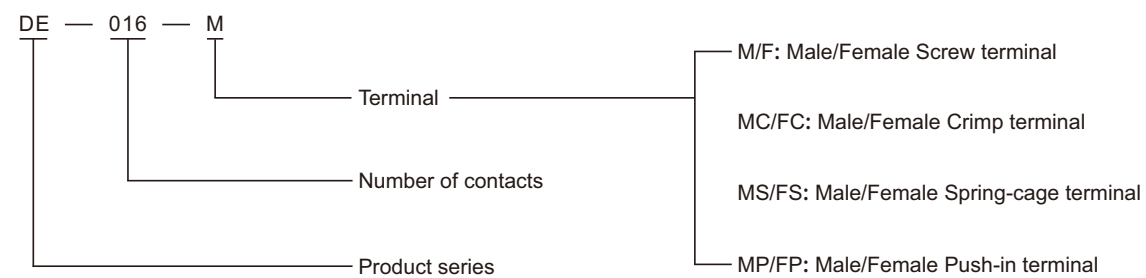 DE — 016 — M
M/F: Male/Female Screw terminal
Terminal
MC/FC: Male/Female Crimp terminal
Number of contacts
MS/FS: Male/Female Spring-cage terminal
Product series
MP/FP: Male/Female Push-in terminal